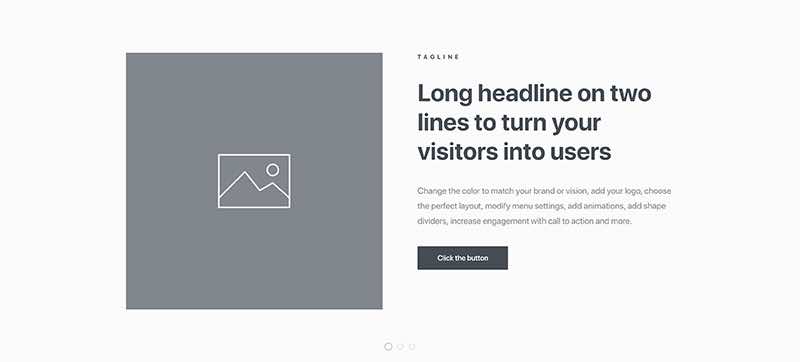 TAGLINE
Long headline on two
lines to turn your
visitors into users
Change the color to match your brand or vision, add your logo, choose
the perfect layout, modify menu settings, add animations, add shape
dividers, increase engagement with call to action and more.
Click the button